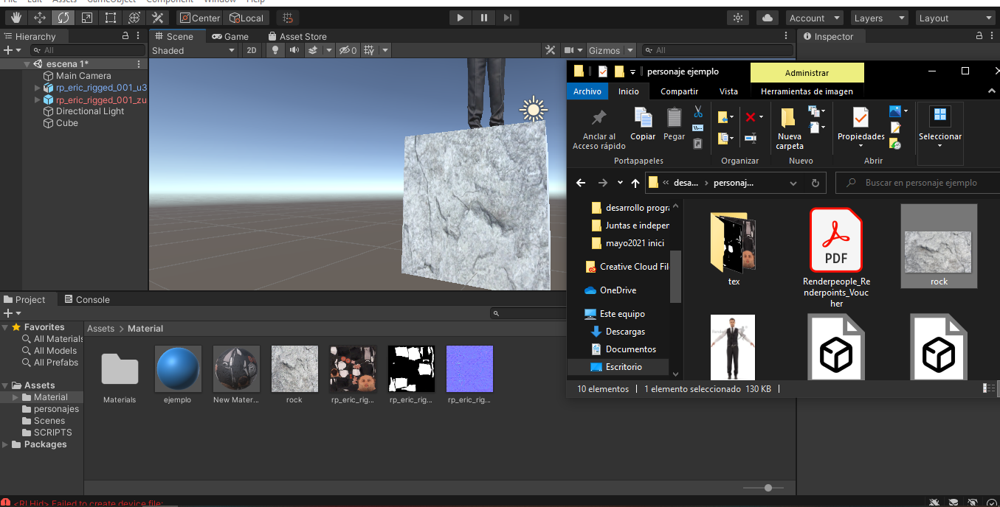 File Edit Assets GameObject Component Window Help
Center Local
Account Layers Layout
Hierarchy
All
escena 1*
Main Camera
rp_eric_rigged_001_u3
rp_eric_rigged_001_zu
Directional Light
Cube
Scene Game Asset Store
Shaded 2D 0 Gizmos All
Inspector
personaje ejemplo
Administrar
Archivo Inicio Compartir Vista Herramientas de imagen
Anclar al
Acceso rápido
Copiar
Pegar
Nueva
carpeta
Propiedades
Seleccionar
Portapapeles Organizar Nuevo Abrir
« desa... › personaj...
Buscar en personaje ejemplo
desarrollo progra
Juntas e indepen
mayo2021 inici
Creative Cloud Fil
OneDrive
Este equipo
Descargas
Documentos
Escritorio
tex
PDF
Renderpeople_Re
nderpoints_Vouc
her
rock
10 elementos 1 elemento seleccionado 130 KB
Project Console
Favorites
All Materials
All Models
All Prefabs
Assets
Material
personajes
Scenes
SCRIPTS
Packages
Assets > Material
Materials
ejemplo
New Mater...
rock
rp_eric_rig...
rp_eric_rig...
rp_eric_rig...
<RI.Hid> Failed to create device file: